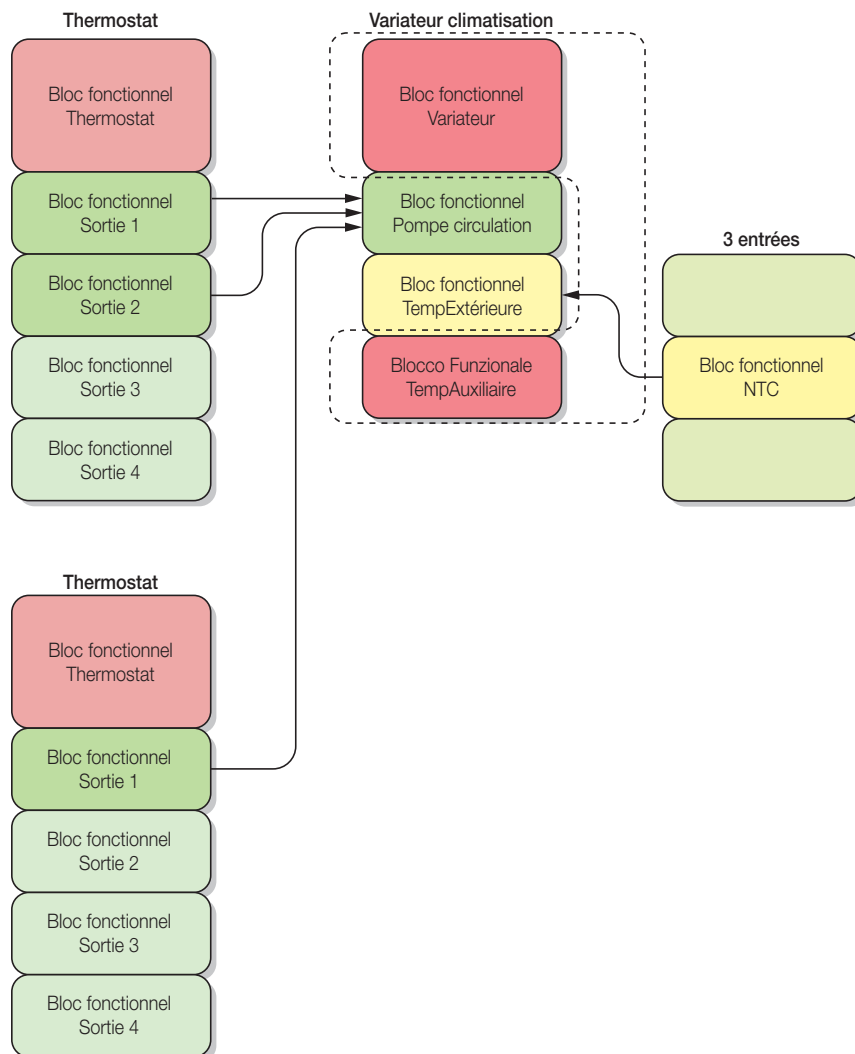 Thermostat
Bloc fonctionnel
Thermostat
Bloc fonctionnel
Sortie 1
Bloc fonctionnel
Sortie 2
Bloc fonctionnel
Sortie 3
Bloc fonctionnel
Sortie 4
Variateur climatisation
Bloc fonctionnel
Variateur
Bloc fonctionnel
Pompe circulation
Bloc fonctionnel
TempExtérieure
Blocco Funzionale
TempAuxiliaire
3 entrées
Bloc fonctionnel
NTC
Thermostat
Bloc fonctionnel
Thermostat
Bloc fonctionnel
Sortie 1
Bloc fonctionnel
Sortie 2
Bloc fonctionnel
Sortie 3
Bloc fonctionnel
Sortie 4